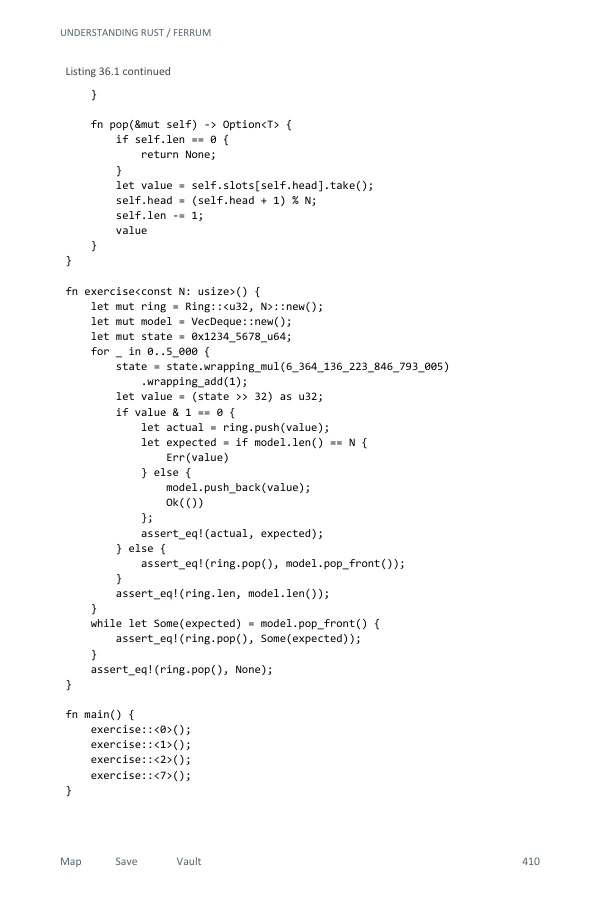 UNDERSTANDING RUST / FERRUM
Listing 36.1 continued
    }

    fn pop(&mut self) -> Option<T> {
        if self.len == 0 {
            return None;
        }
        let value = self.slots[self.head].take();
        self.head = (self.head + 1) % N;
        self.len -= 1;
        value
    }
}

fn exercise<const N: usize>() {
    let mut ring = Ring::<u32, N>::new();
    let mut model = VecDeque::new();
    let mut state = 0x1234_5678_u64;
    for _ in 0..5_000 {
        state = state.wrapping_mul(6_364_136_223_846_793_005)
            .wrapping_add(1);
        let value = (state >> 32) as u32;
        if value & 1 == 0 {
            let actual = ring.push(value);
            let expected = if model.len() == N {
                Err(value)
            } else {
                model.push_back(value);
                Ok(())
            };
            assert_eq!(actual, expected);
        } else {
            assert_eq!(ring.pop(), model.pop_front());
        }
        assert_eq!(ring.len, model.len());
    }
    while let Some(expected) = model.pop_front() {
        assert_eq!(ring.pop(), Some(expected));
    }
    assert_eq!(ring.pop(), None);
}

fn main() {
    exercise::<0>();
    exercise::<1>();
    exercise::<2>();
    exercise::<7>();
}
Map Save Vault 410